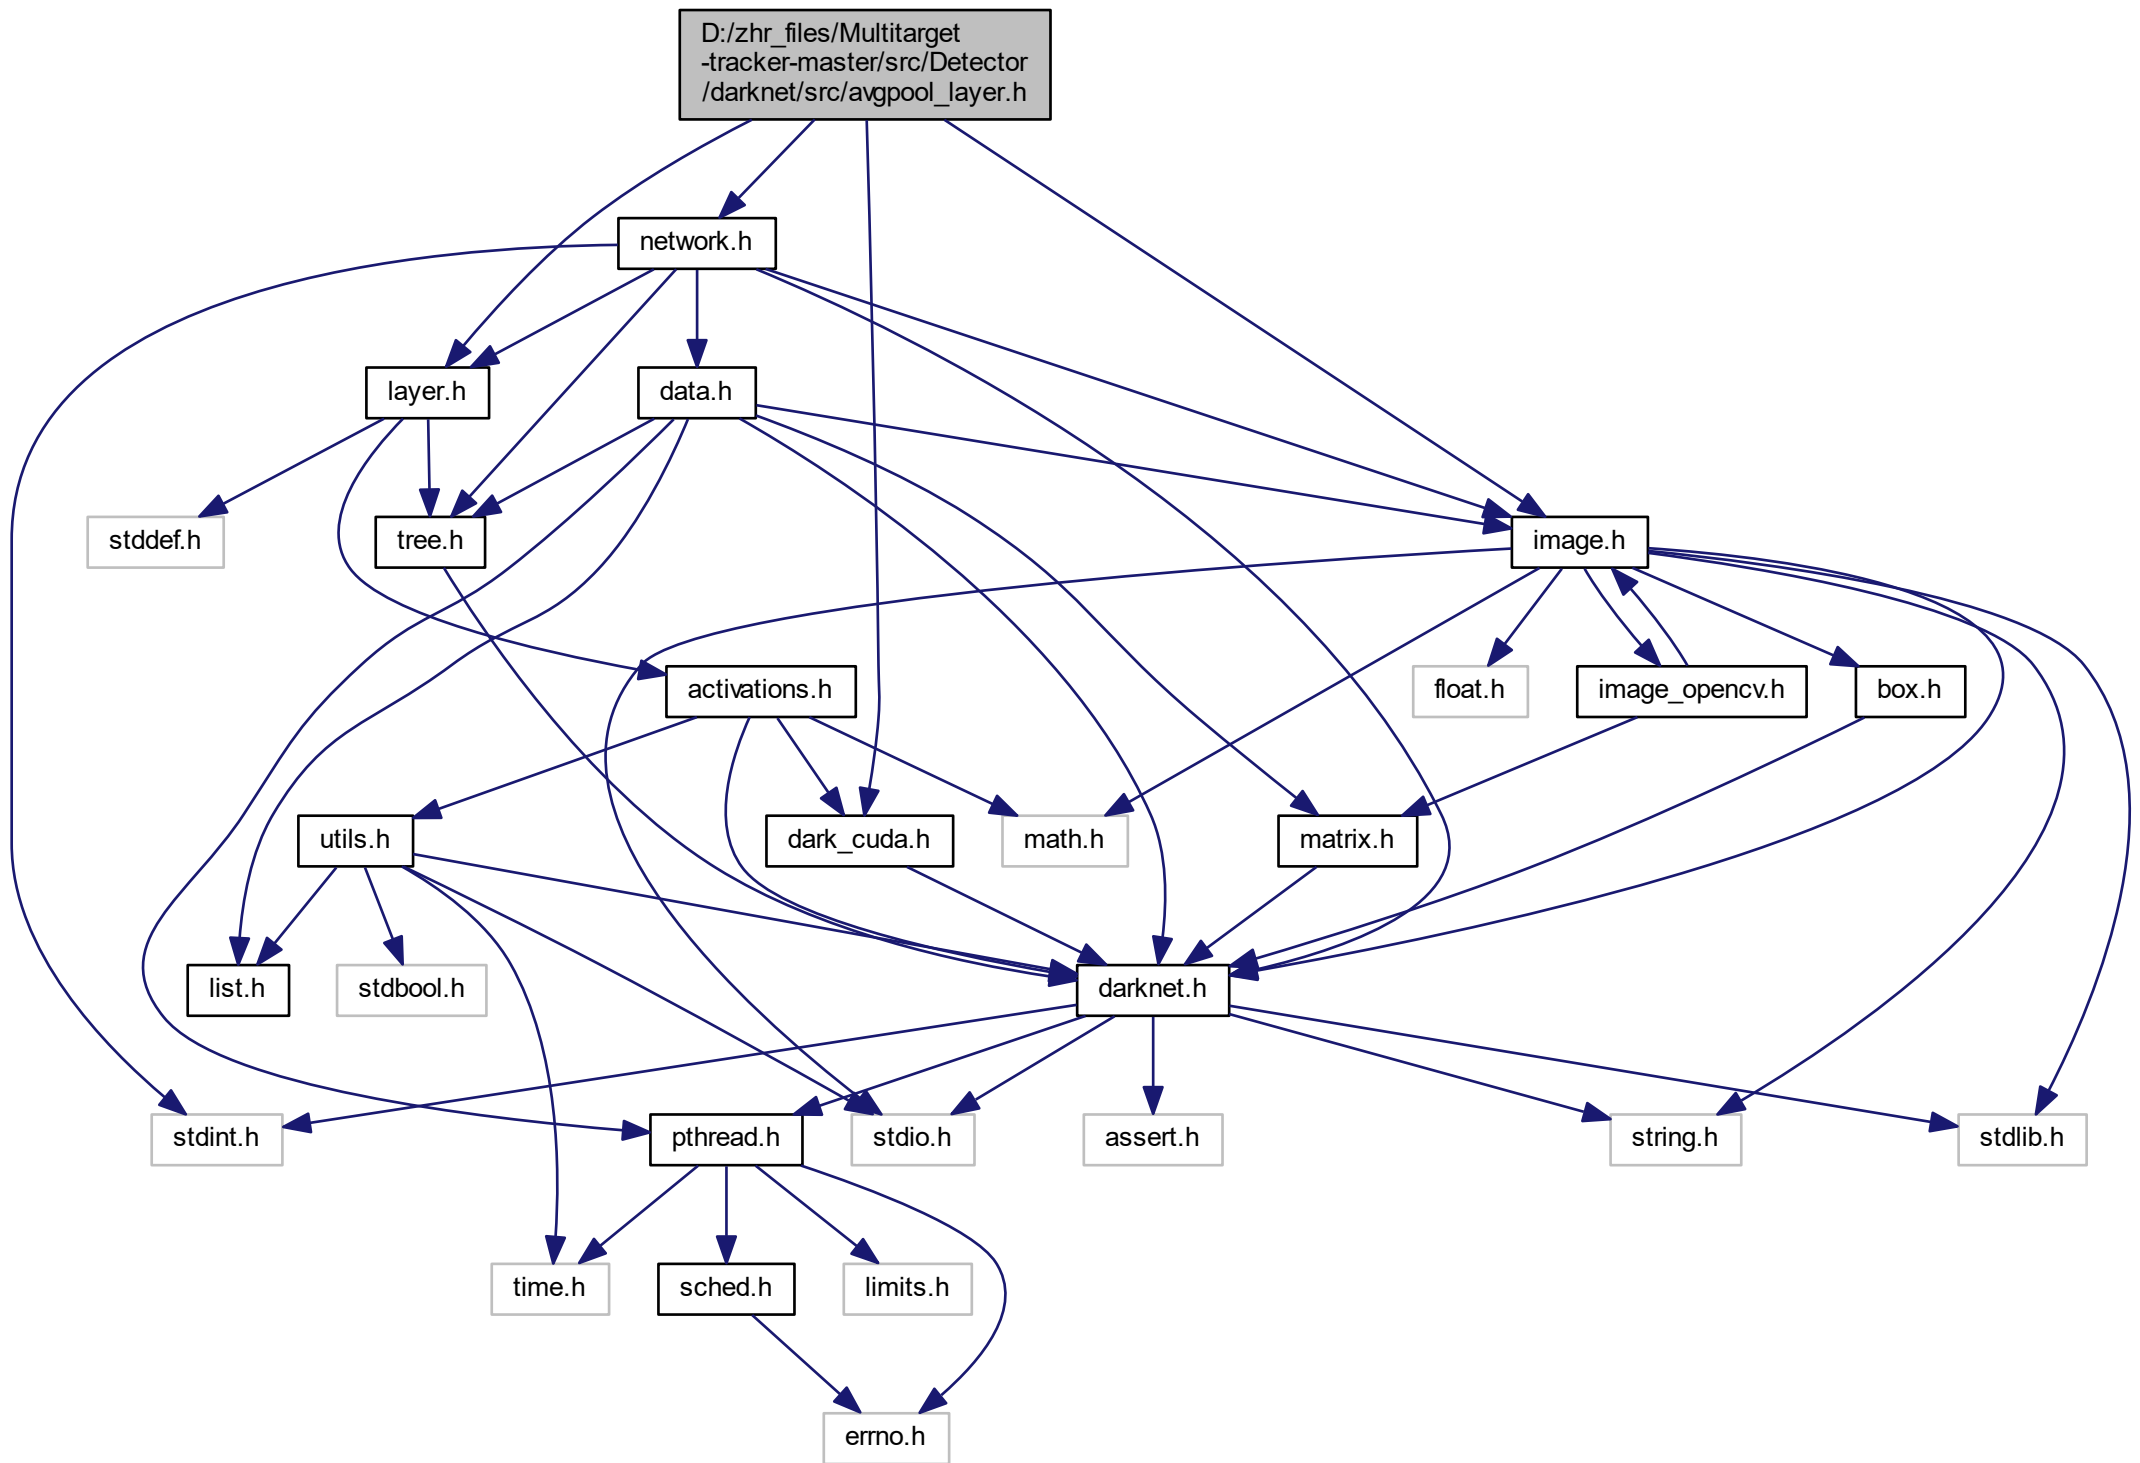 D:/zhr_files/Multitarget
-tracker-master/src/Detector
/darknet/src/avgpool_layer.h
network.h
layer.h
data.h
stddef.h
tree.h
image.h
activations.h
float.h
image_opencv.h
box.h
utils.h
dark_cuda.h
math.h
matrix.h
list.h
stdbool.h
darknet.h
stdint.h
pthread.h
stdio.h
assert.h
string.h
stdlib.h
time.h
sched.h
limits.h
errno.h